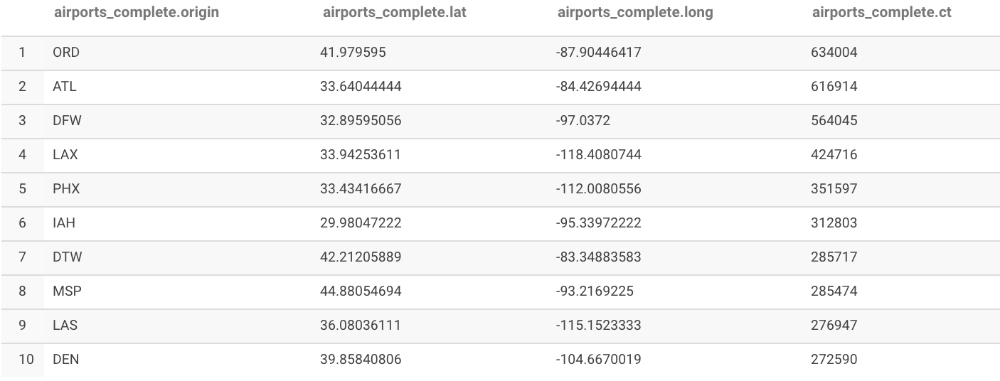 airports_complete.origin airports_complete.lat airports_complete.long airports_complete.ct
1 ORD 41.979595 -87.90446417 634004
2 ATL 33.64044444 -84.42694444 616914
3 DFW 32.89595056 -97.0372 564045
4 LAX 33.94253611 -118.4080744 424716
5 PHX 33.43416667 -112.0080556 351597
6 IAH 29.98047222 -95.33972222 312803
7 DTW 42.21205889 -83.34883583 285717
8 MSP 44.88054694 -93.2169225 285474
9 LAS 36.08036111 -115.1523333 276947
10 DEN 39.85840806 -104.6670019 272590